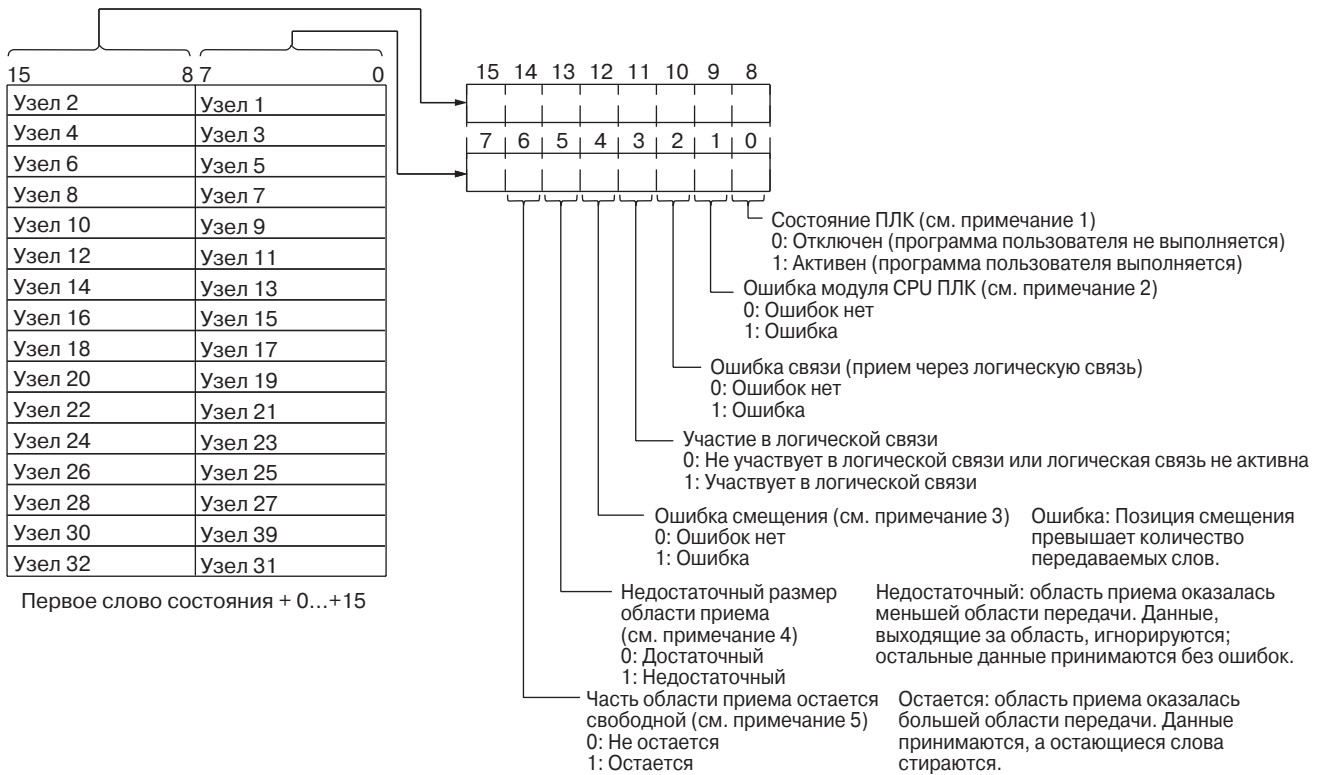 15 8 7 0
Узел 2 Узел 1
Узел 4 Узел 3
Узел 6 Узел 5
Узел 8 Узел 7
Узел 10 Узел 9
Узел 12 Узел 11
Узел 14 Узел 13
Узел 16 Узел 15
Узел 18 Узел 17
Узел 20 Узел 19
Узел 22 Узел 21
Узел 24 Узел 23
Узел 26 Узел 25
Узел 28 Узел 27
Узел 30 Узел 39
Узел 32 Узел 31
Первое слово состояния + 0...+15
15 14 13 12 11 10 9 8
7 6 5 4 3 2 1 0
Состояние ПЛК (см. примечание 1)
0: Отключен (программа пользователя не выполняется)
1: Активен (программа пользователя выполняется)
Ошибка модуля CPU ПЛК (см. примечание 2)
0: Ошибок нет
1: Ошибка
Ошибка связи (прием через логическую связь)
0: Ошибок нет
1: Ошибка
Участие в логической связи
0: Не участвует в логической связи или логическая связь не активна
1: Участвует в логической связи
Ошибка смещения (см. примечание 3)
0: Ошибок нет
1: Ошибка
Ошибка: Позиция смещения
превышает количество
передаваемых слов.
Недостаточный размер
области приема
(см. примечание 4)
0: Достаточный
1: Недостаточный
Недостаточный: область приема оказалась
меньшей области передачи. Данные,
выходящие за область, игнорируются;
остальные данные принимаются без ошибок.
Часть области приема остается
свободной (см. примечание 5)
0: Не остается
1: Остается
Остается: область приема оказалась
большей области передачи. Данные
принимаются, а остающиеся слова
стираются.